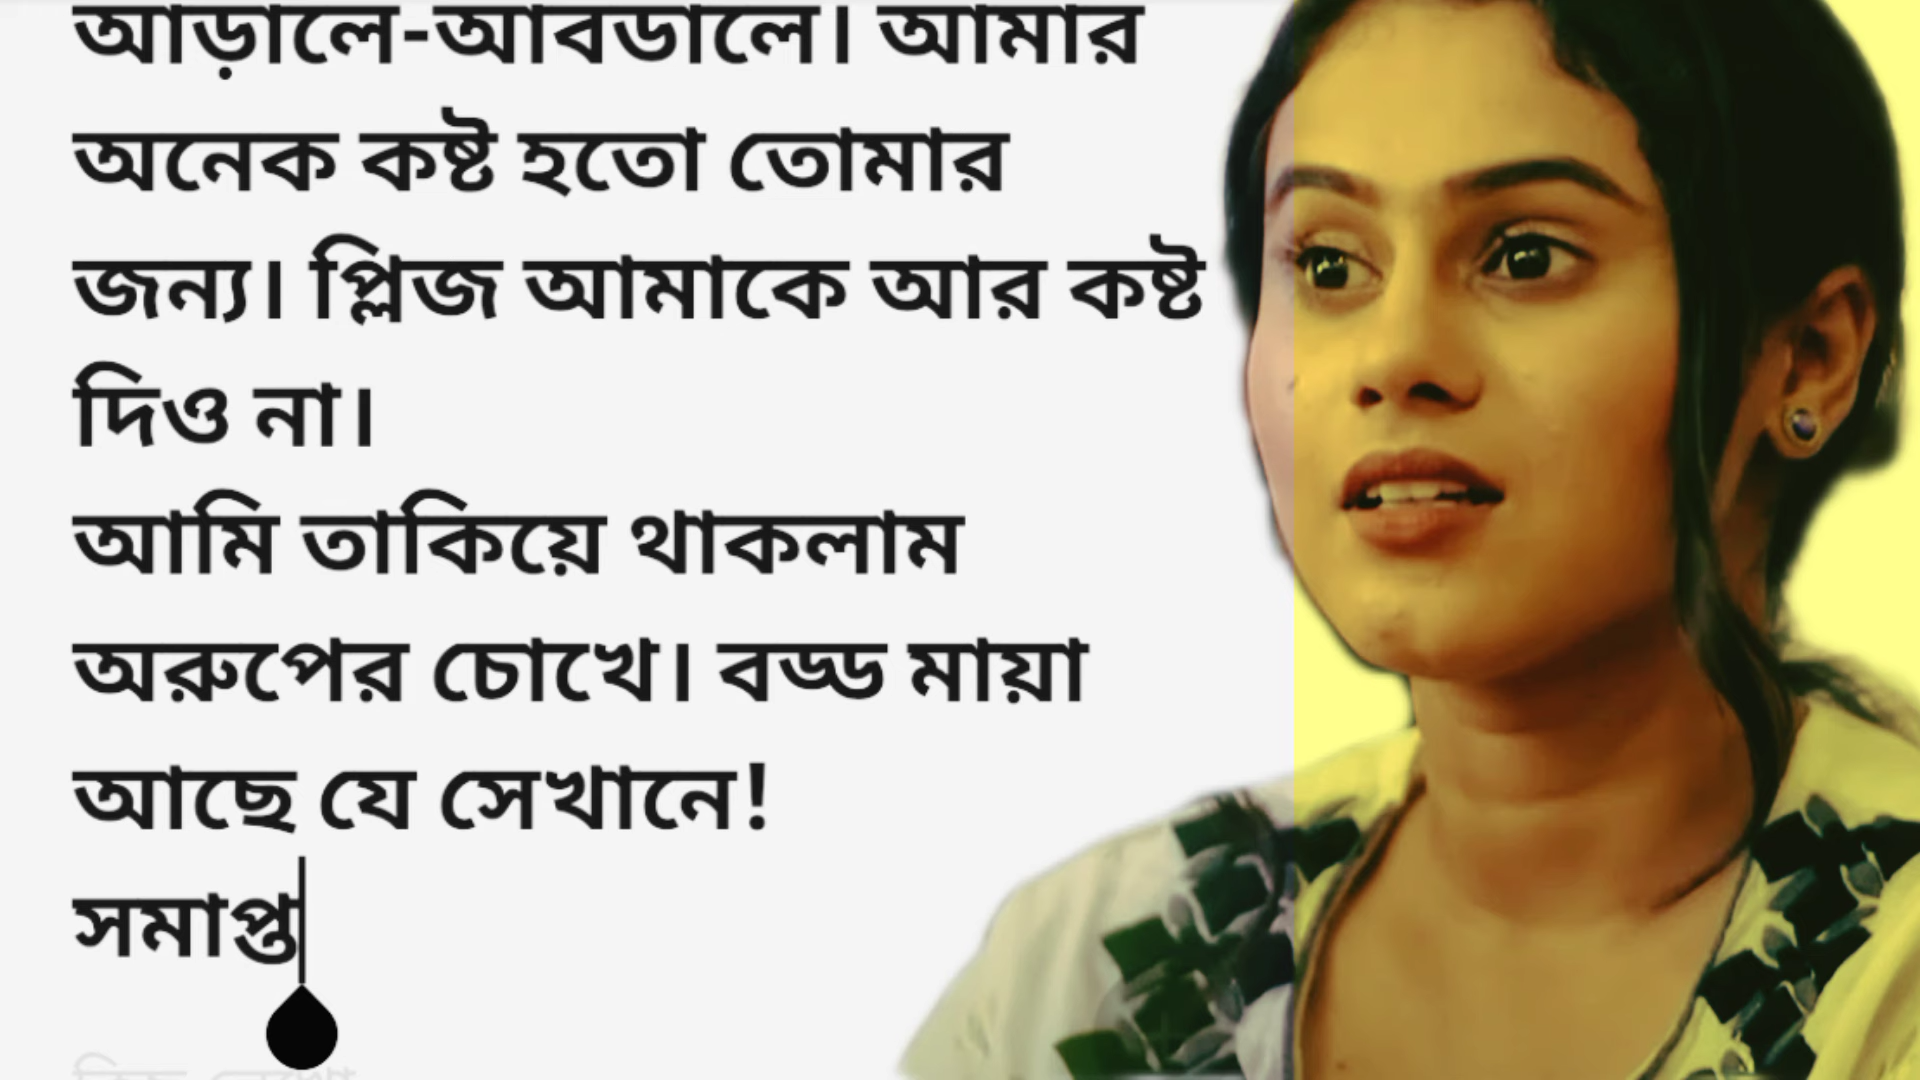 আড়ালে-আবডালে। আমার
অনেক কষ্ট হতো তোমার
জন্য। প্লিজ আমাকে আর কষ্ট
দিও না।
আমি তাকিয়ে থাকলাম
অরুপের চোখে। বড্ড মায়া
আছে যে সেখানে!
সমাপ্ত